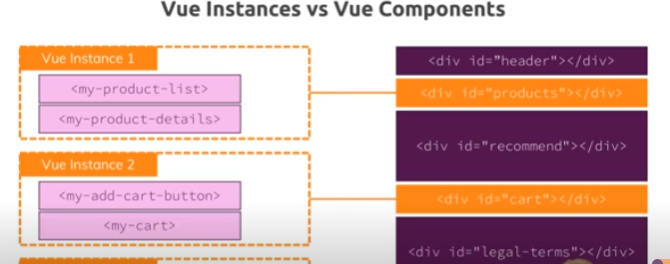 Vue Instances vs Vue Components
Vue Instance 1
<my-product-list>
<my-product-details>
Vue Instance 2
<my-add-cart-button>
<my-cart>
<div id="header"></div>
<div id="products"></div>
<div id="recommend"></div>
<div id="cart"></div>
<div id="legal-terms"></div>